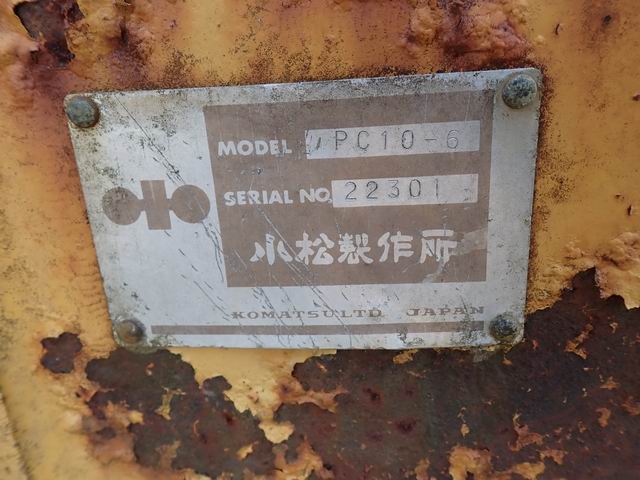 MODEL PC10-6
SERIAL NO. 22301
小松製作所
KOMATSU LTD JAPAN